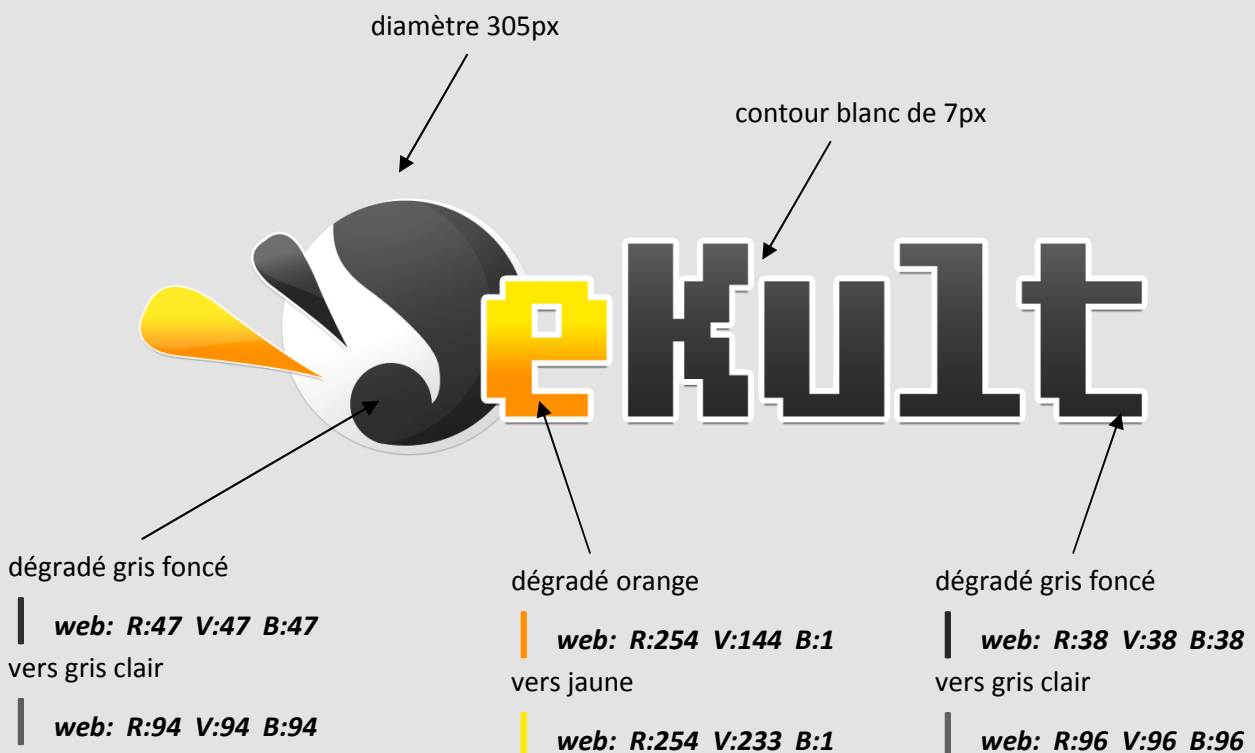 diamètre 305px
contour blanc de 7px
eKult
dégradé gris foncé
web: R:47 V:47 B:47
vers gris clair
web: R:94 V:94 B:94
dégradé orange
web: R:254 V:144 B:1
vers jaune
web: R:254 V:233 B:1
dégradé gris foncé
web: R:38 V:38 B:38
vers gris clair
web: R:96 V:96 B:96